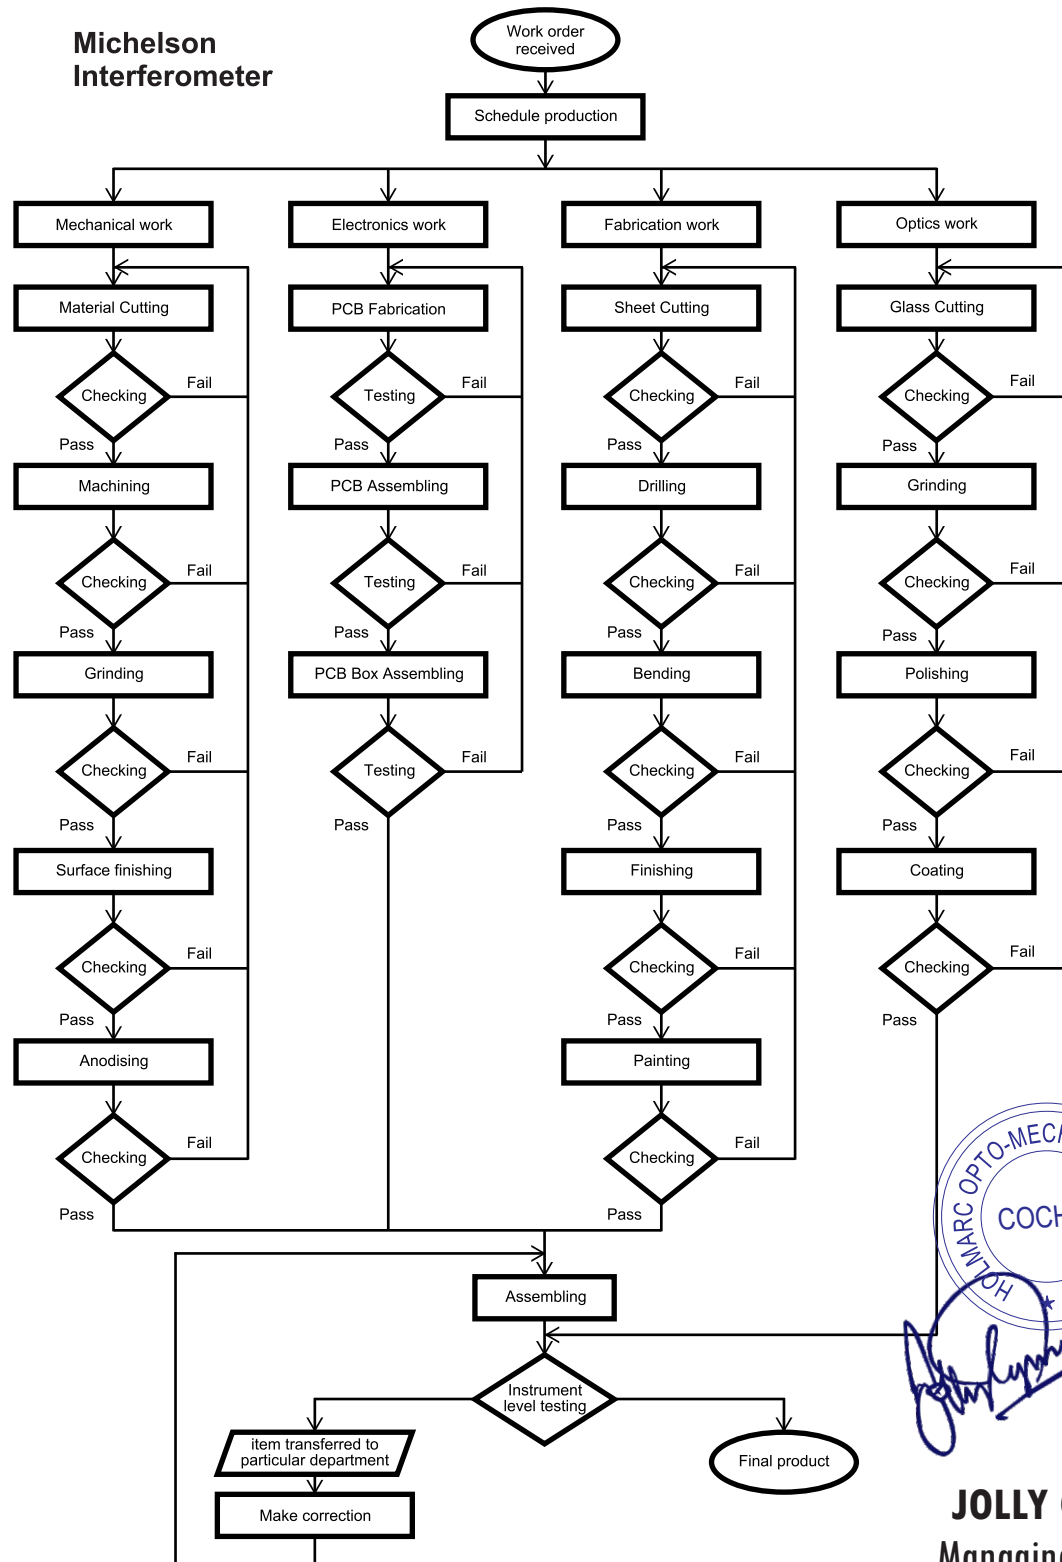 Michelson
Interferometer
Work order
received
Schedule production
Mechanical work
Electronics work
Fabrication work
Optics work
Material Cutting
PCB Fabrication
Sheet Cutting
Glass Cutting
Checking
Fail
Testing
Fail
Checking
Fail
Checking
Fail
Pass
Pass
Pass
Pass
Machining
PCB Assembling
Drilling
Grinding
Checking
Fail
Testing
Fail
Checking
Fail
Checking
Fail
Pass
Pass
Pass
Pass
Grinding
PCB Box Assembling
Bending
Polishing
Checking
Fail
Testing
Fail
Checking
Fail
Checking
Fail
Pass
Pass
Pass
Pass
Surface finishing
Finishing
Coating
Checking
Fail
Checking
Fail
Checking
Fail
Pass
Pass
Pass
Anodising
Painting
Checking
Fail
Checking
Fail
Pass
Pass
HOLMARC OPTO-MECH
COCH
Assembling
Instrument
level testing
item transferred to
particular department
Final product
Make correction
JOLLY
Managing